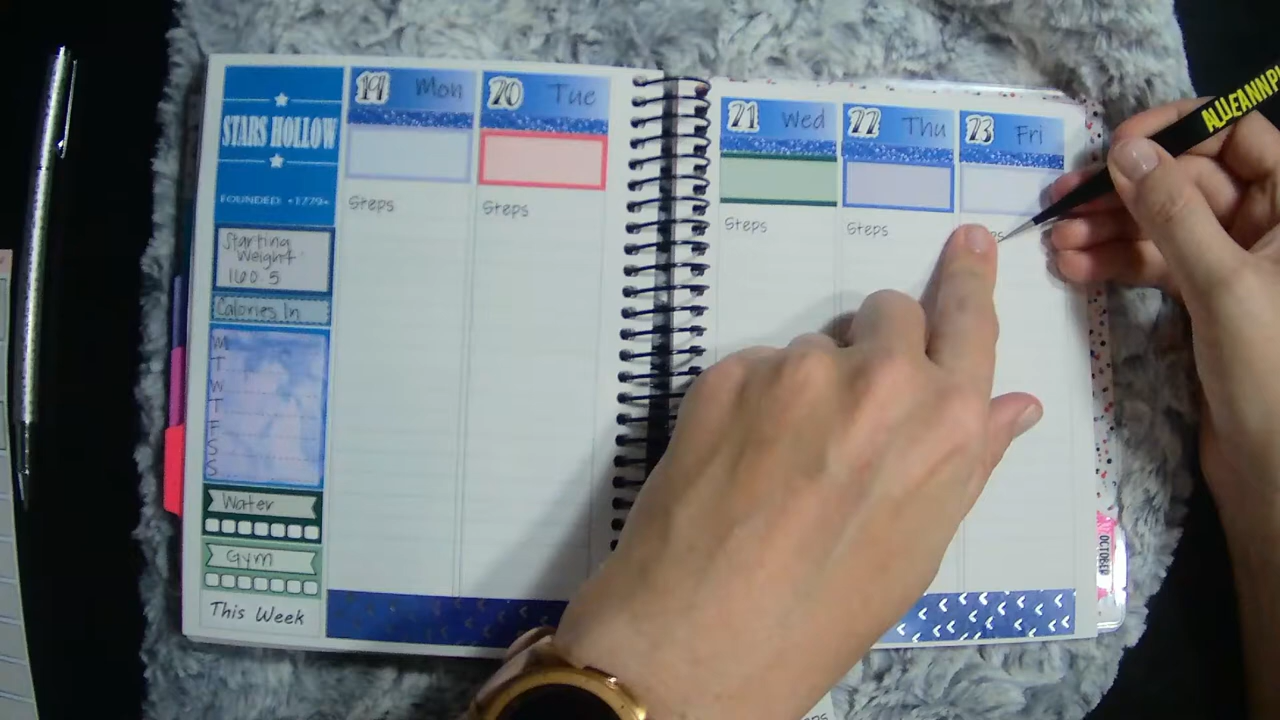 STARS HOLLOW
FOUNDED •1779•
Starting
Weight
160.5
Calories In
M
T
W
T
F
S
S
Water
Gym
This Week
19 Mon
Steps
20 Tue
Steps
21 Wed
Steps
22 Thu
Steps
23 Fri
OCTOBER